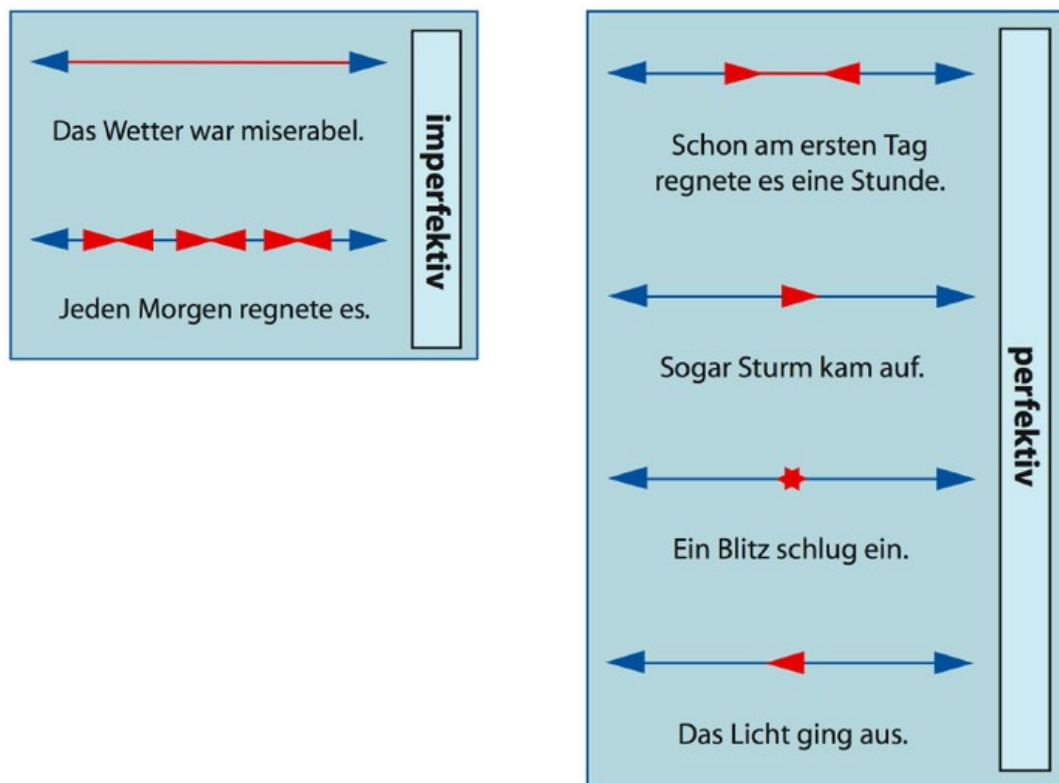 Das Wetter war miserabel.
Jeden Morgen regnete es.
imperfektiv
Schon am ersten Tag
regnete es eine Stunde.
Sogar Sturm kam auf.
Ein Blitz schlug ein.
Das Licht ging aus.
perfektiv